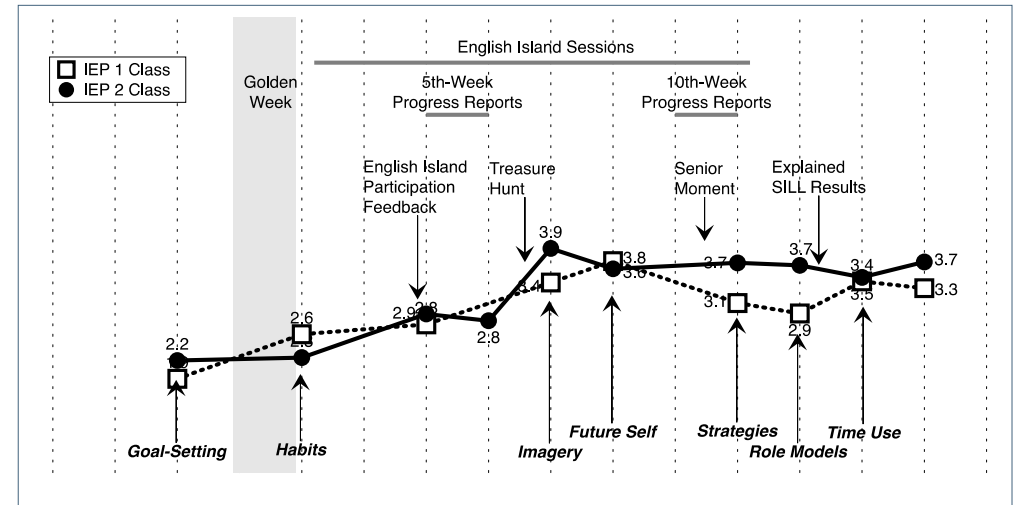 English Island Sessions
IEP 1 Class
IEP 2 Class
Golden
Week
5th-Week
Progress Reports
10th-Week
Progress Reports
English Island
Participation
Feedback
Treasure
Hunt
Senior
Moment
Explained
SILL Results
3.9
3.8
3.7
3.7
3.4
3.7
3.4
3.5
3.3
3.1
2.9
2.9
2.8
2.8
2.6
2.2
Future Self
Strategies
Time Use
Goal-Setting
Habits
Imagery
Role Models